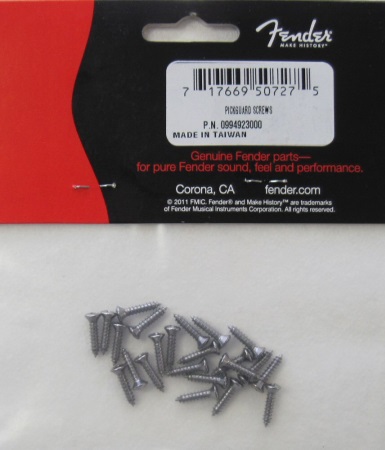 Fender
MAKE HISTORY™
7 17669 50727 5
PICKGUARD SCREWS
P.N. 0994923000
MADE IN TAIWAN
Genuine Fender parts—
for pure Fender sound, feel and performance.
Corona, CA fender.com
© 2011 FMIC. Fender® and Make History™ are trademarks
of Fender Musical Instruments Corporation. All rights reserved.